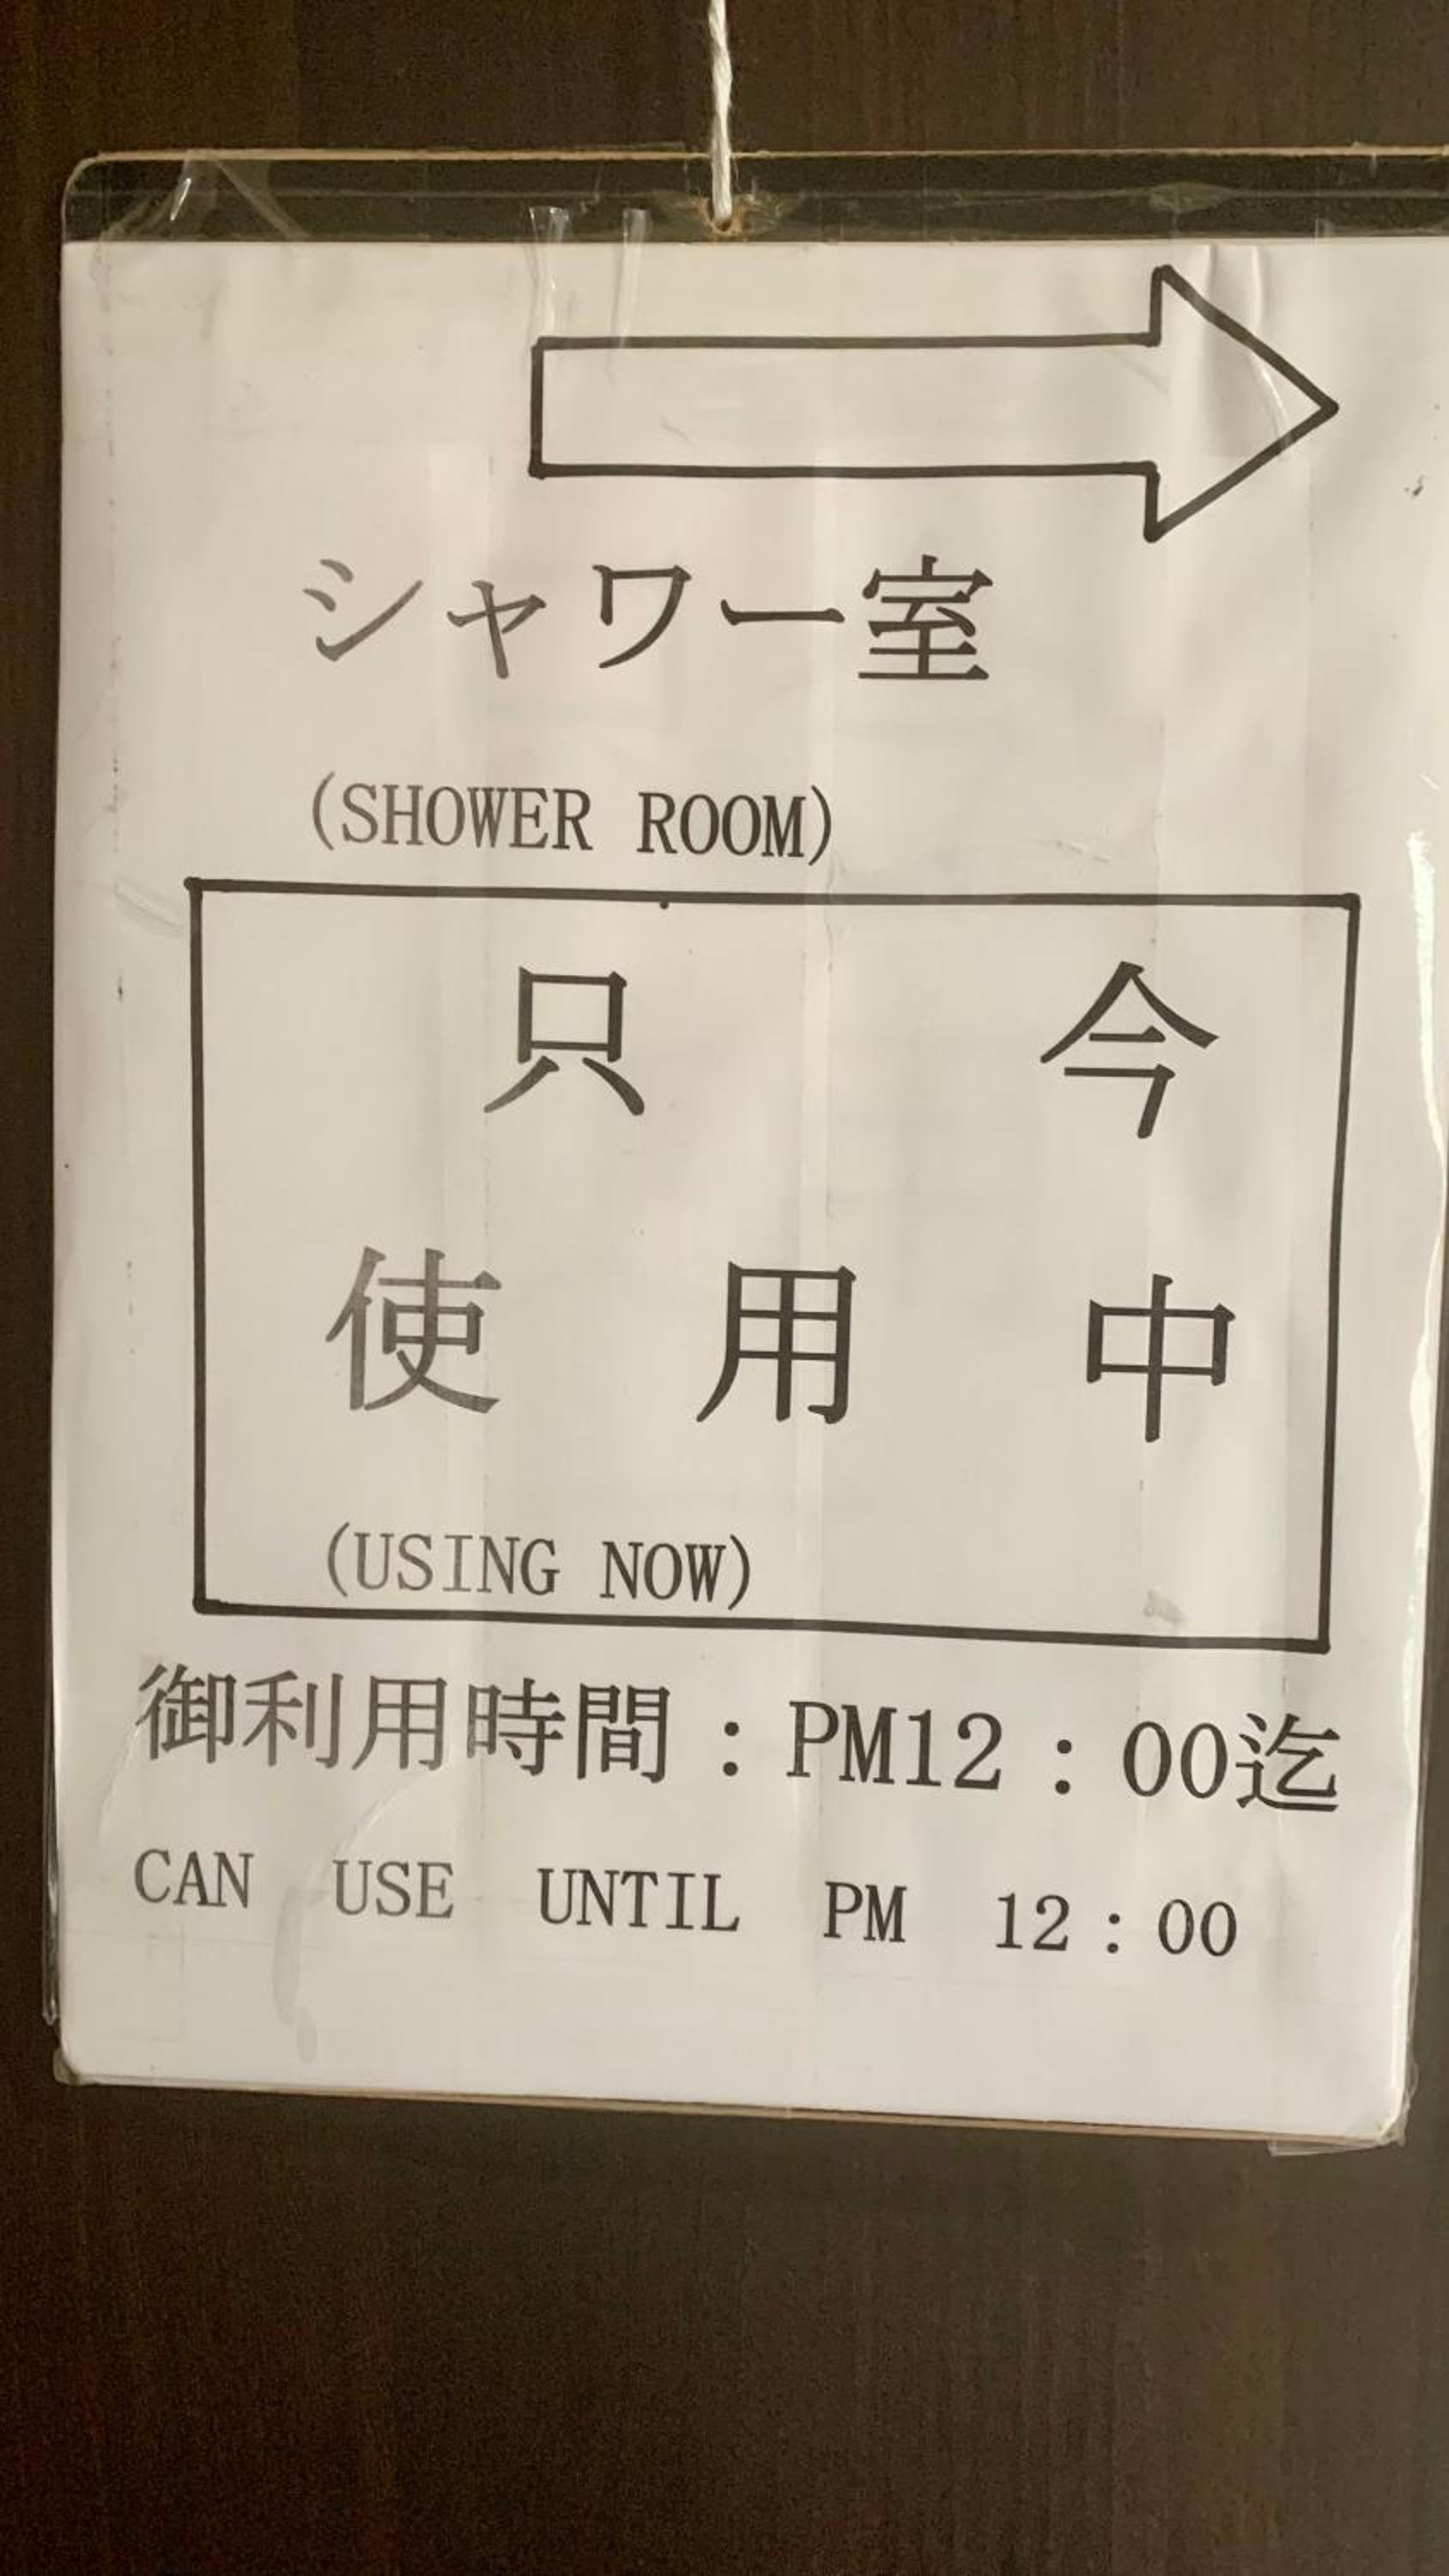 シャワー室
(SHOWER ROOM)
只 今
使 用 中
(USING NOW)
御利用時間：PM12：00迄
CAN USE UNTIL PM 12：00